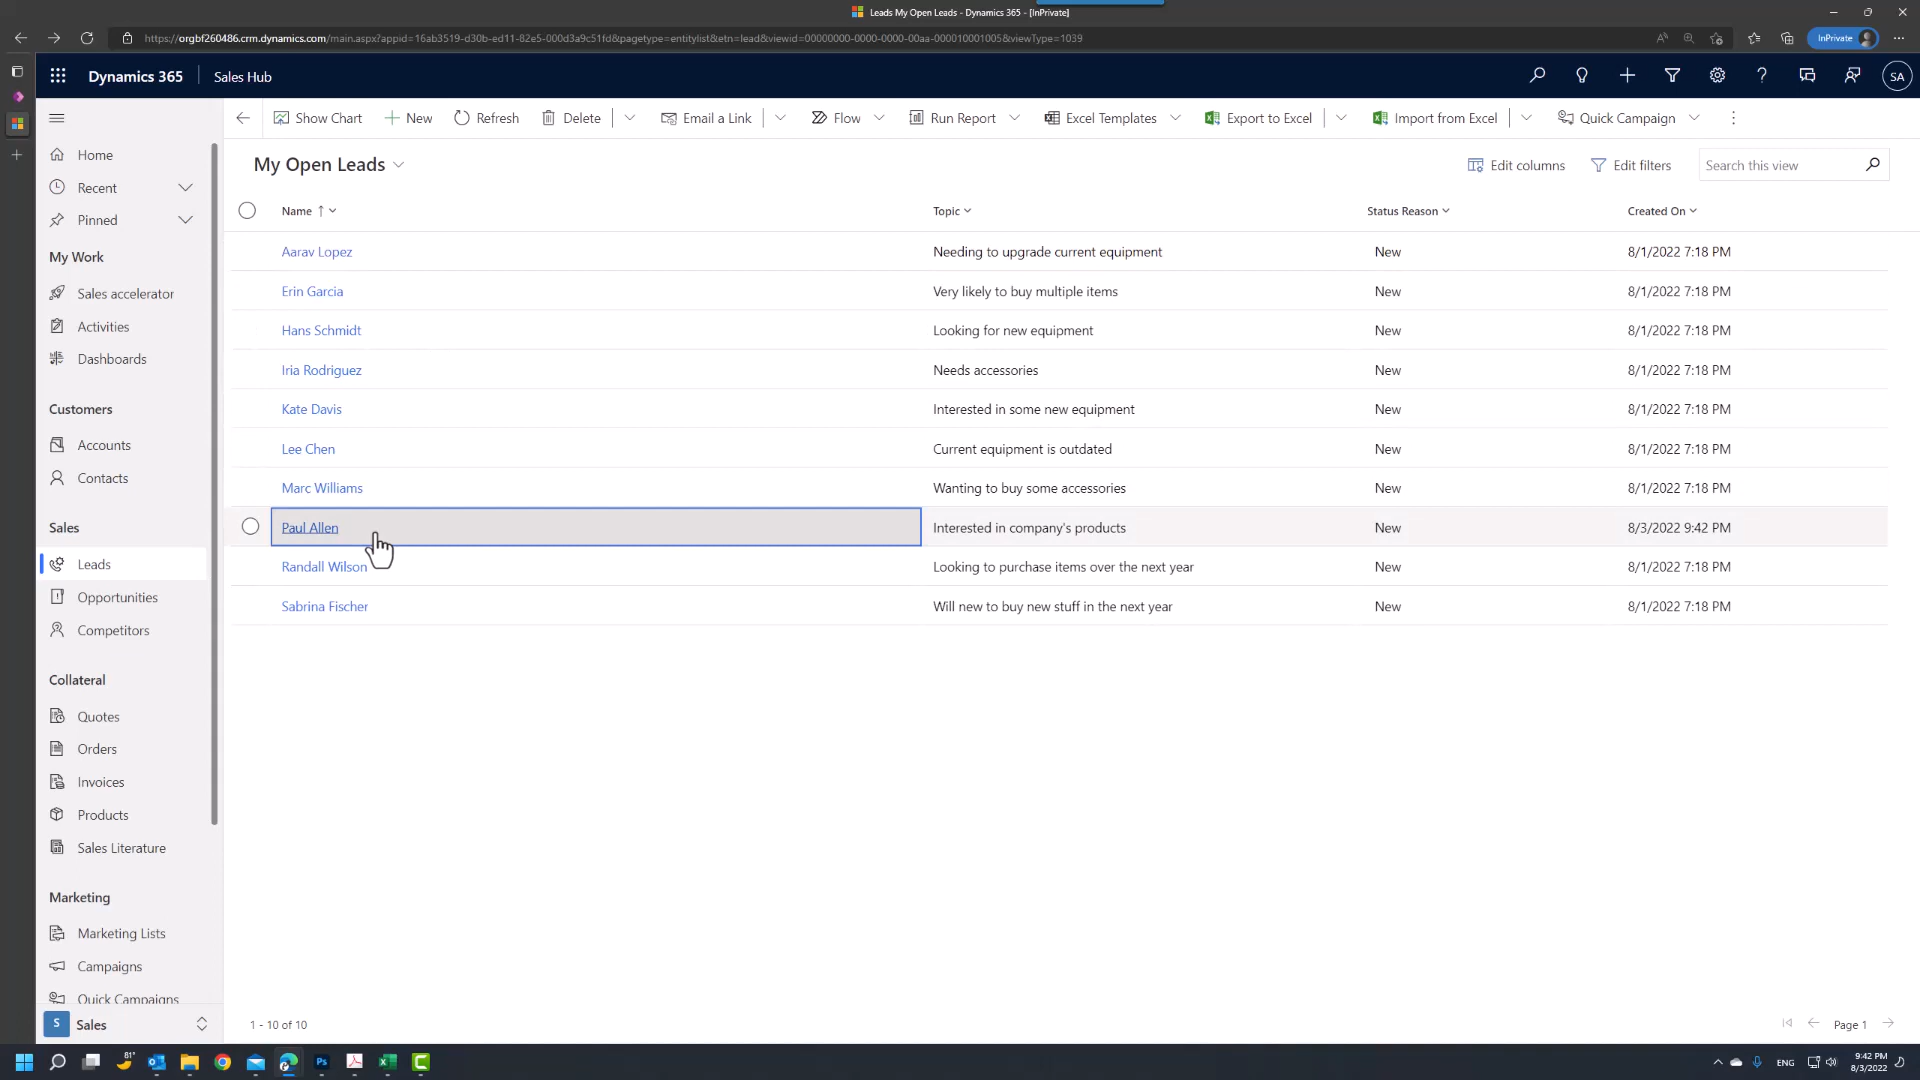 Leads My Open Leads - Dynamics 365 - [InPrivate]
https://orgbf260486.crm.dynamics.com/main.aspx?appid=16ab3519-d30b-ed11-82e5-000d3a9c51fd&pagetype=entitylist&etn=lead&viewid=00000000-0000-0000-00aa-000010001005&viewType=1039
InPrivate
Dynamics 365 Sales Hub SA
Show Chart New Refresh Delete Email a Link Flow Run Report Excel Templates Export to Excel Import from Excel Quick Campaign
Home
Recent
Pinned
My Work
Sales accelerator
Activities
Dashboards
Customers
Accounts
Contacts
Sales
Leads
Opportunities
Competitors
Collateral
Quotes
Orders
Invoices
Products
Sales Literature
Marketing
Marketing Lists
Campaigns
Quick Campaigns
S Sales
My Open Leads
Edit columns Edit filters Search this view
Name Topic Status Reason Created On
Aarav Lopez Needing to upgrade current equipment New 8/1/2022 7:18 PM
Erin Garcia Very likely to buy multiple items New 8/1/2022 7:18 PM
Hans Schmidt Looking for new equipment New 8/1/2022 7:18 PM
Iria Rodriguez Needs accessories New 8/1/2022 7:18 PM
Kate Davis Interested in some new equipment New 8/1/2022 7:18 PM
Lee Chen Current equipment is outdated New 8/1/2022 7:18 PM
Marc Williams Wanting to buy some accessories New 8/1/2022 7:18 PM
Paul Allen Interested in company's products New 8/3/2022 9:42 PM
Randall Wilson Looking to purchase items over the next year New 8/1/2022 7:18 PM
Sabrina Fischer Will new to buy new stuff in the next year New 8/1/2022 7:18 PM
1 - 10 of 10
Page 1
81°
ENG
9:42 PM
8/3/2022